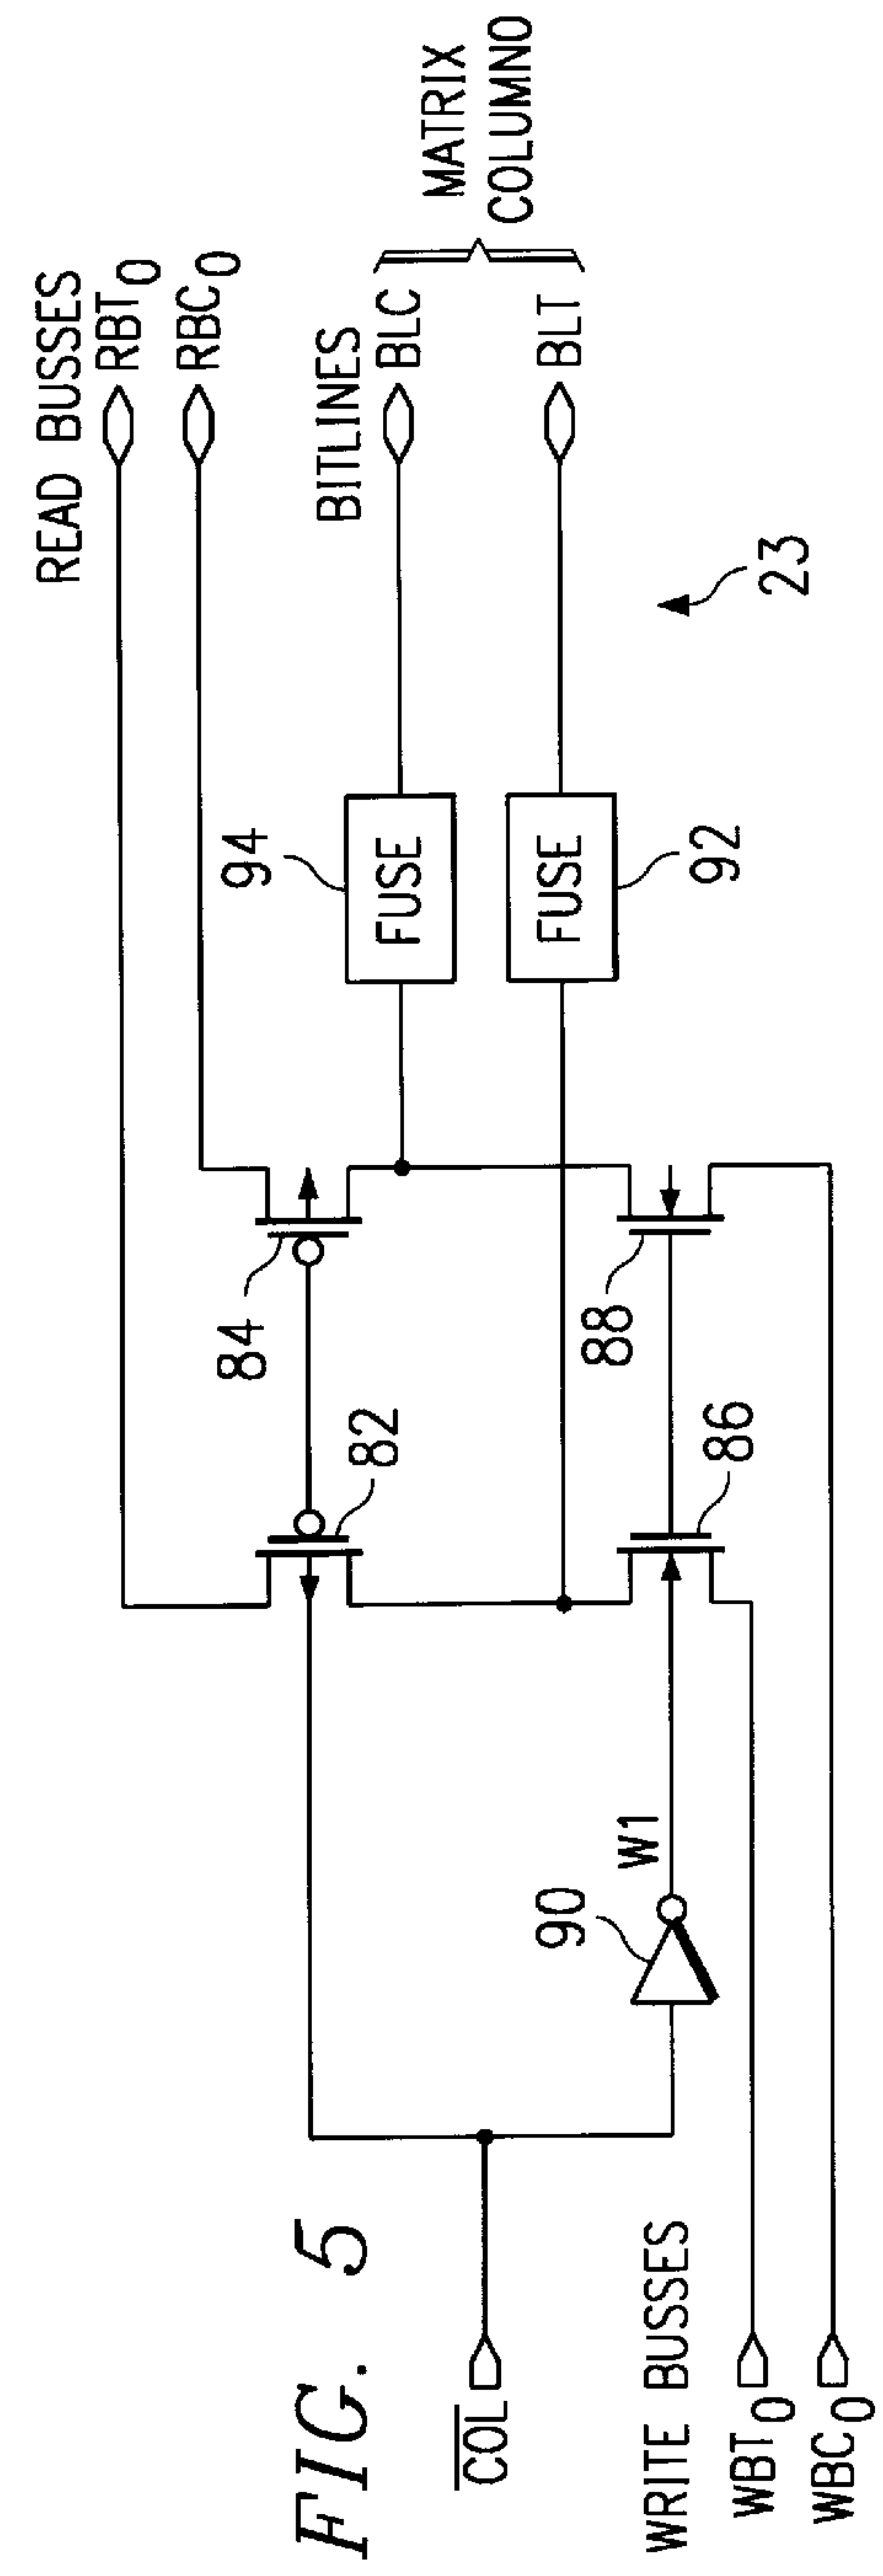 READ BUSSES
RBT0
RBC0
BITLINES
BLC
BLT
MATRIX
COLUMN0
94
FUSE
FUSE
92
23
84
82
88
86
90
W1
COL
WRITE BUSSES
WBT0
WBC0
FIG. 5